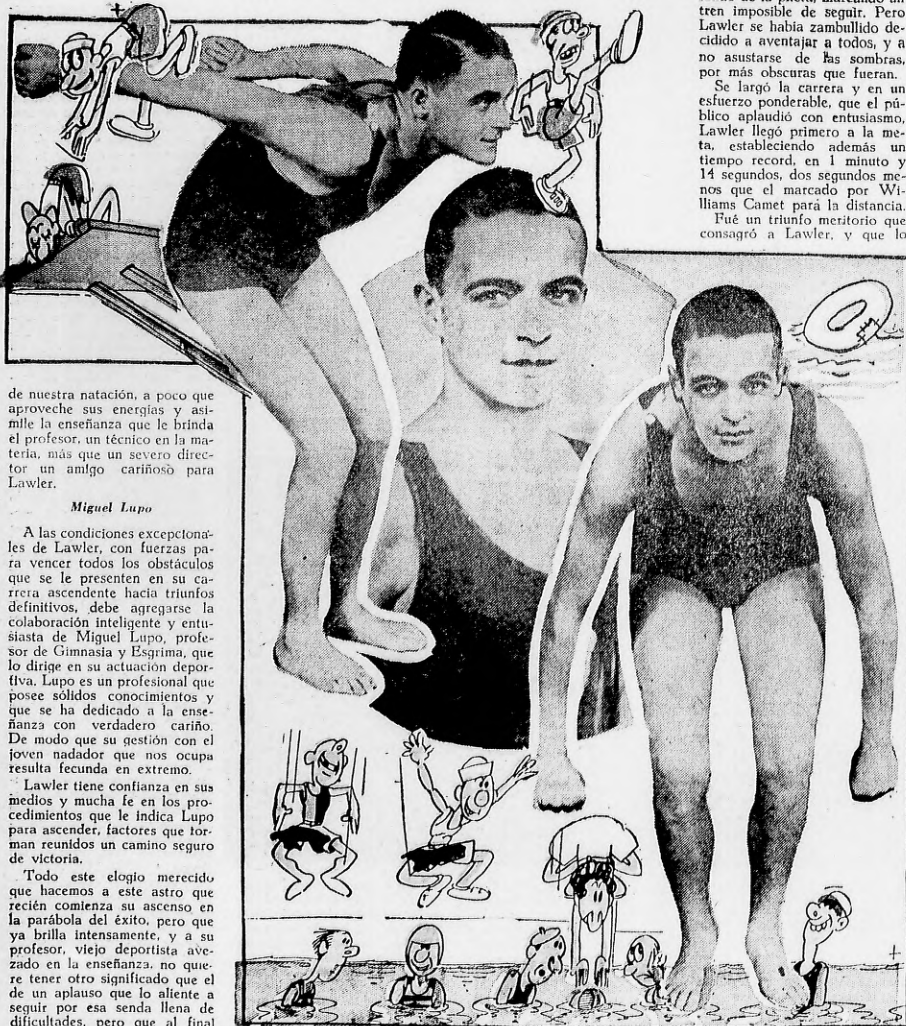 de nuestra natación, a poco que
aproveche sus energías y asi-
mile la enseñanza que le brinda
el profesor, un técnico en la ma-
teria, más que un severo direc-
tor un amigo cariñoso para
Lawler.
Miguel Lupo
A las condiciones excepciona-
les de Lawler, con fuerzas pa-
ra vencer todos los obstáculos
que se le presenten en su ca-
rrera ascendente hacia triunfos
definitivos, debe agregarse la
colaboración inteligente y entu-
siasta de Miguel Lupo, profe-
sor de Gimnasia y Esgrima, que
lo dirige en su actuación depor-
tiva. Lupo es un profesional que
posee sólidos conocimientos y
que se ha dedicado a la ense-
ñanza con verdadero cariño.
De modo que su gestión con el
joven nadador que nos ocupa
resulta fecunda en extremo.
Lawler tiene confianza en sus
medios y mucha fe en los pro-
cedimientos que le indica Lupo
para ascender, factores que for-
man reunidos un camino seguro
de victoria.
Todo este elogio merecido
que hacemos a este astro que
recién comienza su ascenso en
la parábola del éxito, pero que
ya brilla intensamente, y a su
profesor, viejo deportista ave-
zado en la enseñanza, no quie-
re tener otro significado que el
de un aplauso que lo aliente a
seguir por esa senda llena de
dificultades, pero que al final
de la pileta, marcando un
tren imposible de seguir. Pero
Lawler se había zambullido de-
cidido a aventajar a todos, y a
no asustarse de las sombras,
por más obscuras que fueran.
Se largó la carrera y en un
esfuerzo ponderable, que el pú-
blico aplaudió con entusiasmo,
Lawler llegó primero a la me-
ta, estableciendo además un
tiempo record, en 1 minuto y
14 segundos, dos segundos me-
nos que el marcado por Wi-
lliams Camet pará la distancia.
Fué un triunfo meritorio que
consagró a Lawler, y que lo